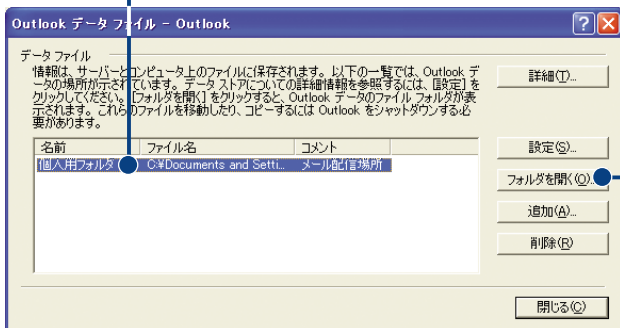 Outlook データ ファイル - Outlook
データ ファイル
情報は、サーバーとコンピュータ上のファイルに保存されます。以下の一覧では、Outlook デ
ータの場所が示されています。データ ストアについての詳細情報を参照するには、[設定] を
クリックしてください。[フォルダを開く] をクリックすると、Outlook データのファイル フォルダが表
示されます。これらのファイルを移動したり、コピーするには Outlook をシャットダウンする必
要があります。
詳細(T)...
名前 ファイル名 コメント
個人用フォルダ C:¥Documents and Setti... メール配信場所
設定(S)...
フォルダを開く(O)...
追加(A)...
削除(R)
閉じる(C)